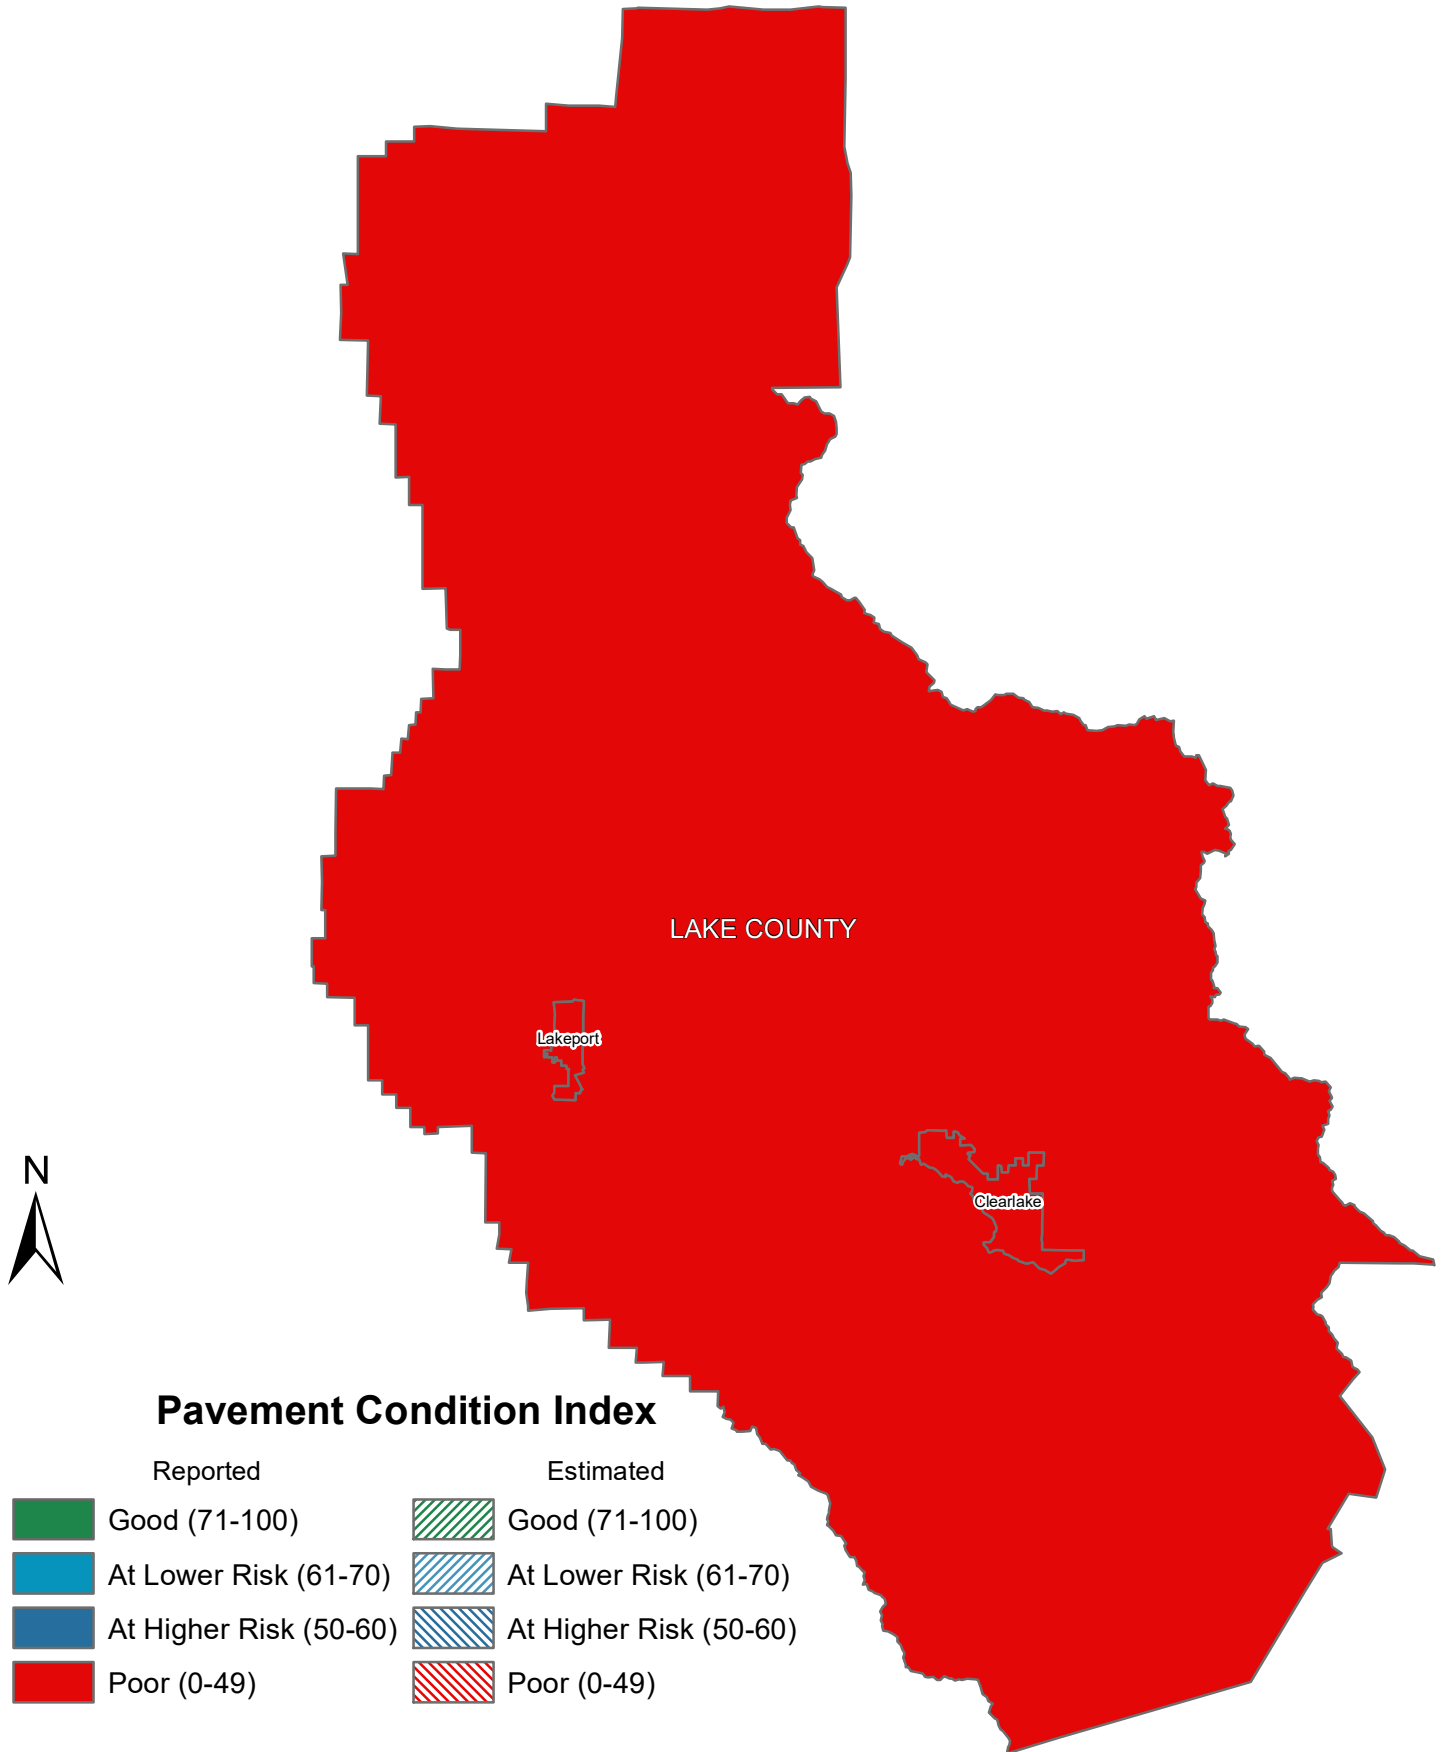 LAKE COUNTY
Lakeport
N
Clearlake
Pavement Condition Index
Reported
Estimated
Good (71-100)
Good (71-100)
At Lower Risk (61-70)
At Lower Risk (61-70)
At Higher Risk (50-60)
At Higher Risk (50-60)
Poor (0-49)
Poor (0-49)